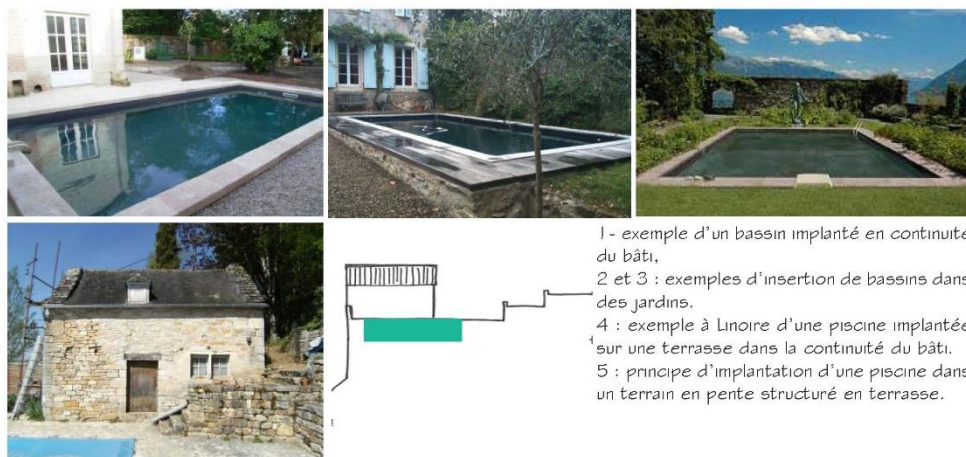 1- exemple d'un bassin implanté en continuité
du bâti,
2 et 3 : exemples d'insertion de bassins dans
des jardins.
4 : exemple à Linoire d'une piscine implantée
sur une terrasse dans la continuité du bâti.
5 : principe d'implantation d'une piscine dans
un terrain en pente structuré en terrasse.